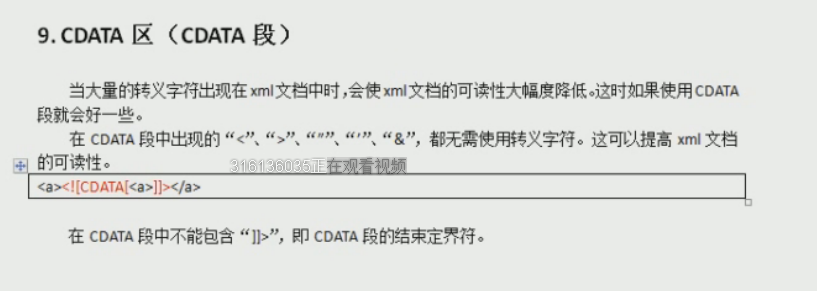 9. CDATA 区（CDATA 段）
当大量的转义字符出现在 xml 文档中时，会使 xml 文档的可读性大幅度降低。这时如果使用 CDATA
段就会好一些。
在 CDATA 段中出现的“<”、“>”、“"”、“'”、“&”，都无需使用转义字符。这可以提高 xml 文档
的可读性。
316136035正在观看视频
<a><![CDATA[<a>]]></a>
在 CDATA 段中不能包含“]]>”，即 CDATA 段的结束定界符。